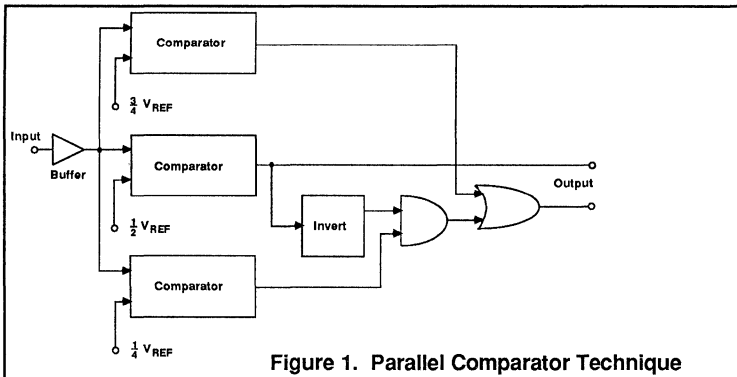 Comparator
3/4 VREF
Input
Buffer
Comparator
Output
1/2 VREF
Invert
Comparator
1/4 VREF
Figure 1. Parallel Comparator Technique